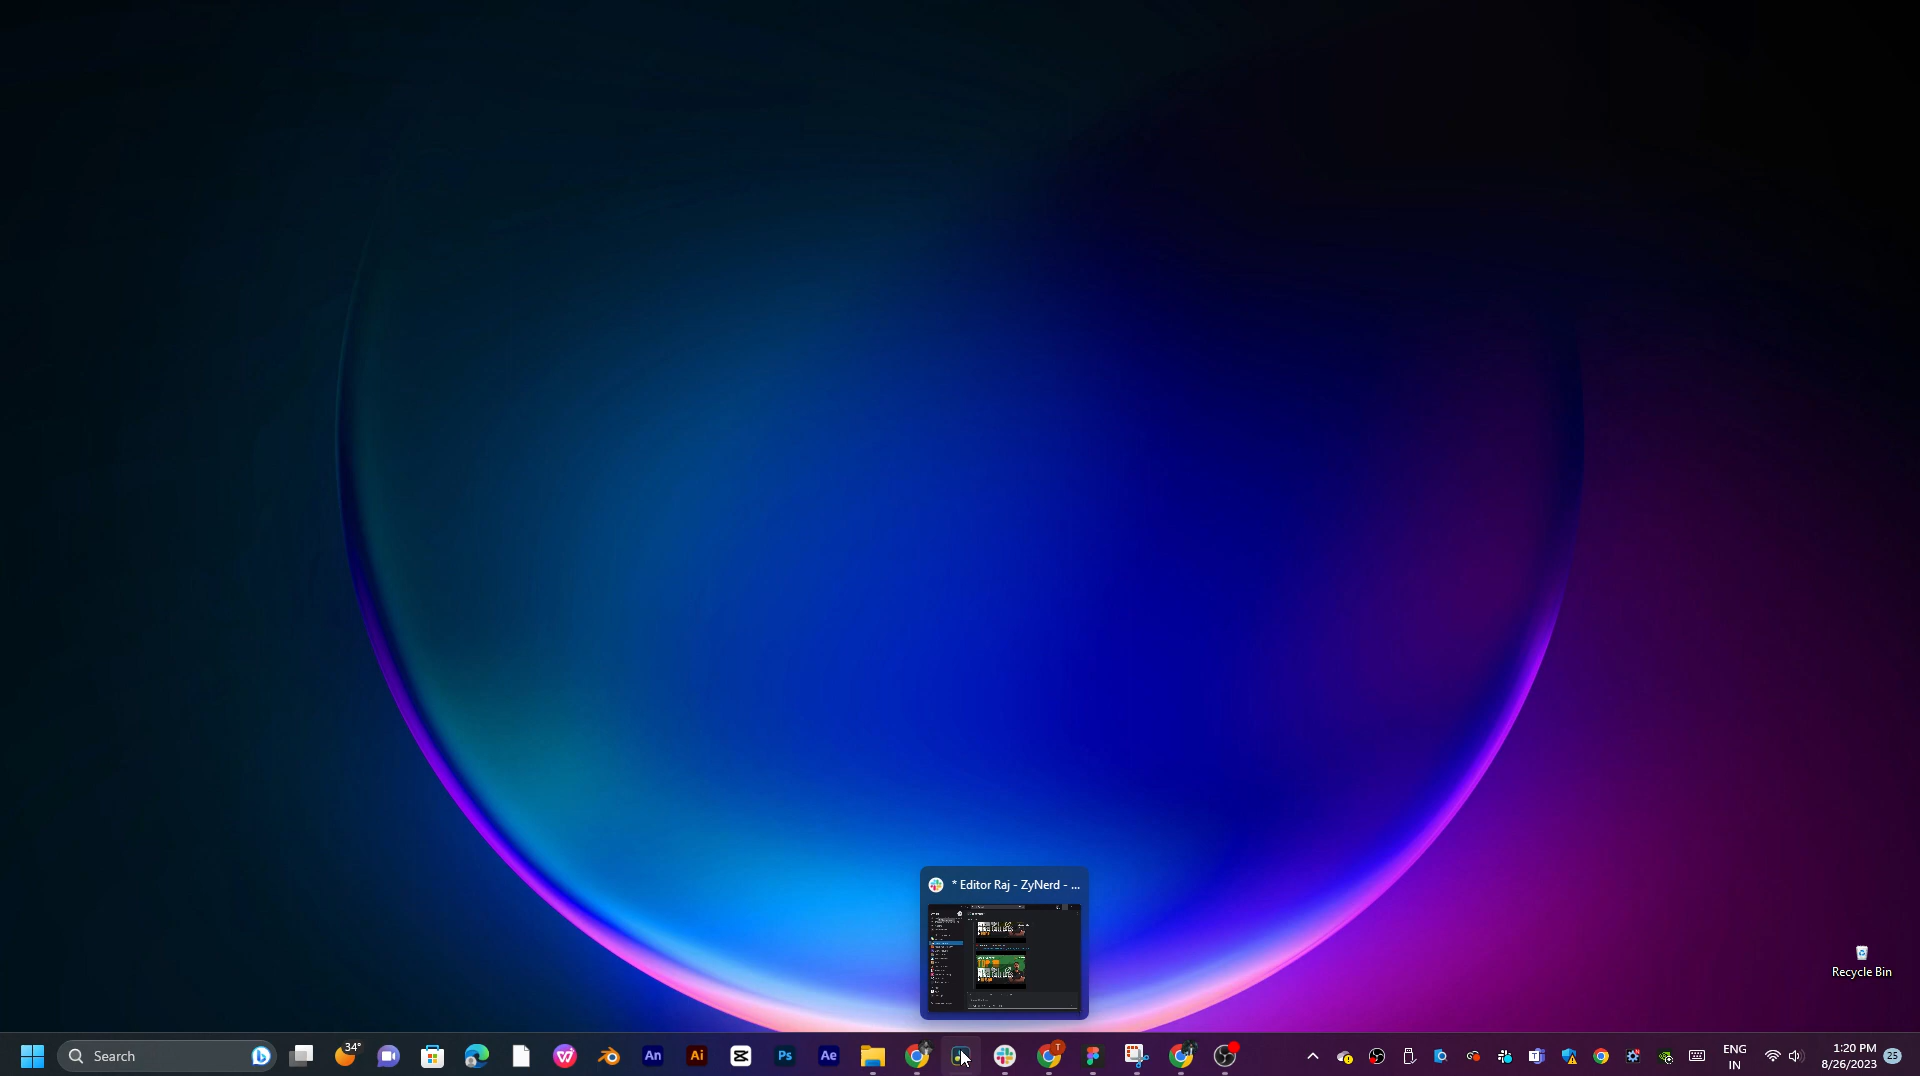 * Editor Raj - ZyNerd - ...
Recycle Bin
Search
34°
An
Ai
Ps
Ae
T
ENG
IN
1:20 PM
8/26/2023
25